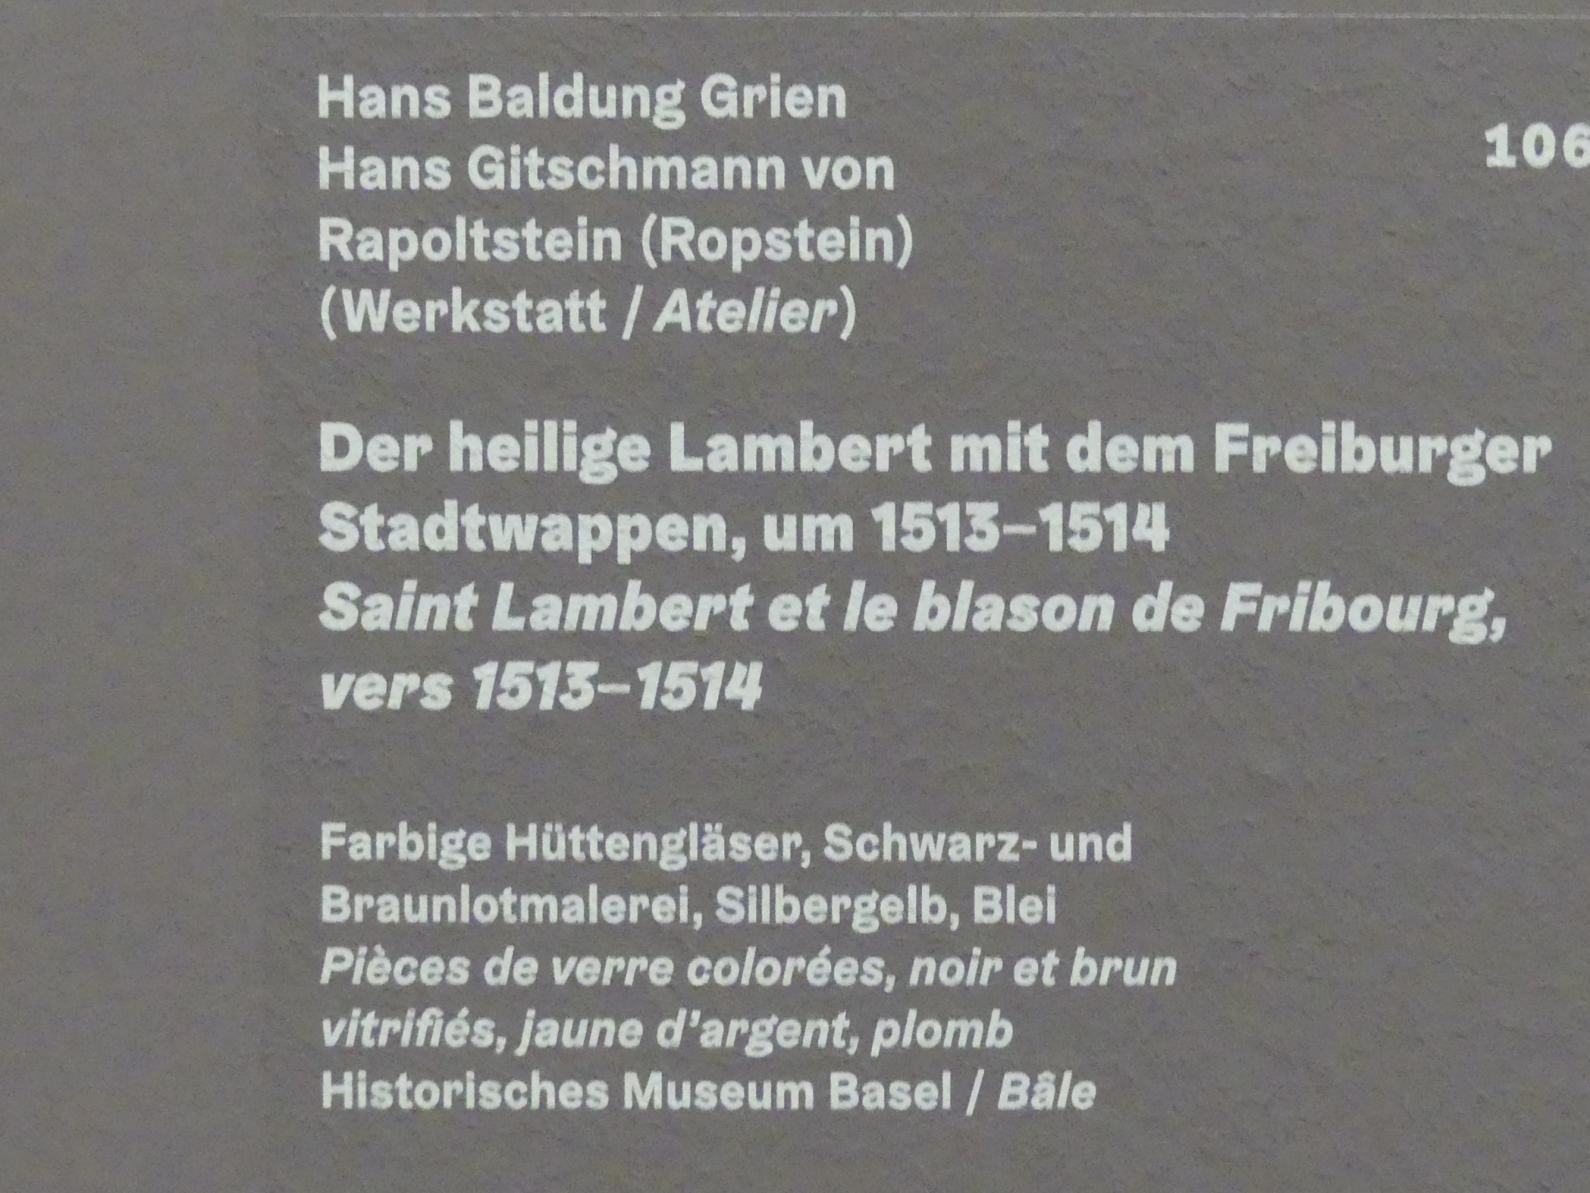 Hans Baldung Grien
106
Hans Gitschmann von
Rapoltstein (Ropstein)
(Werkstatt / Atelier)
Der heilige Lambert mit dem Freiburger
Stadtwappen, um 1513–1514
Saint Lambert et le blason de Fribourg,
vers 1513–1514
Farbige Hüttengläser, Schwarz- und
Braunlotmalerei, Silbergelb, Blei
Pièces de verre colorées, noir et brun
vitrifiés, jaune d’argent, plomb
Historisches Museum Basel / Bâle